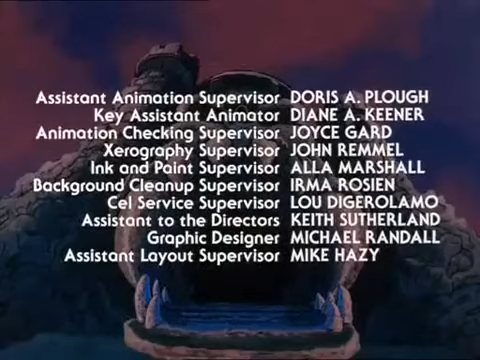 Assistant Animation Supervisor DORIS A. PLOUGH
Key Assistant Animator DIANE A. KEENER
Animation Checking Supervisor JOYCE GARD
Xerography Supervisor JOHN REMMEL
Ink and Paint Supervisor ALLA MARSHALL
Background Cleanup Supervisor IRMA ROSIEN
Cel Service Supervisor LOU DIGEROLAMO
Assistant to the Directors KEITH SUTHERLAND
Graphic Designer MICHAEL RANDALL
Assistant Layout Supervisor MIKE HAZY